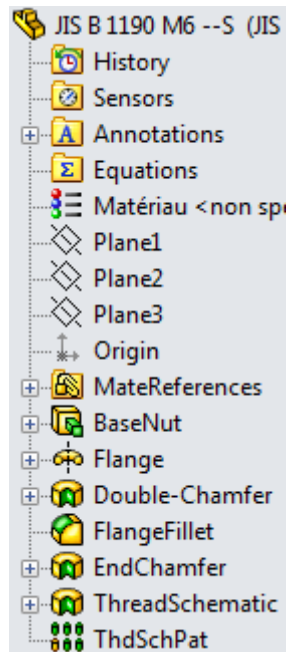 JIS B 1190 M6 --S (JIS
History
Sensors
Annotations
Equations
Matériau <non spe
Plane1
Plane2
Plane3
Origin
MateReferences
BaseNut
Flange
Double-Chamfer
FlangeFillet
EndChamfer
ThreadSchematic
ThdSchPat